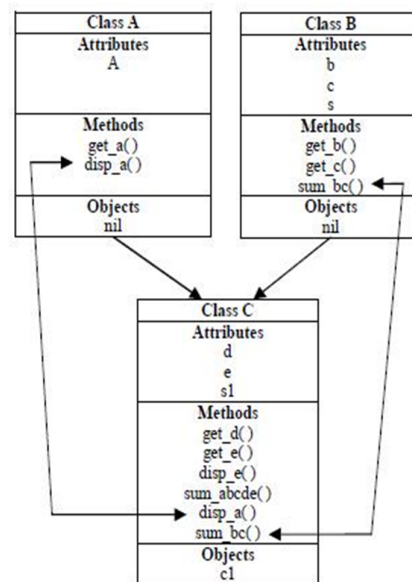 Class A
Attributes
A
Methods
get_a( )
disp_a( )
Objects
nil
Class B
Attributes
b
c
s
Methods
get_b( )
get_c( )
sum_bc( )
Objects
nil
Class C
Attributes
d
e
s1
Methods
get_d( )
get_e( )
disp_e( )
sum_abcde( )
disp_a( )
sum_bc( )
Objects
c1